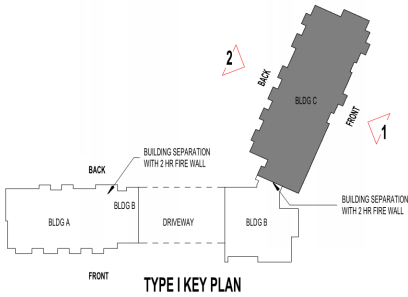 2
BACK
BLDG C
FRONT
1
BUILDING SEPARATION
WITH 2 HR FIRE WALL
BACK
BLDG B
BUILDING SEPARATION
WITH 2 HR FIRE WALL
BLDG A
DRIVEWAY
BLDG B
FRONT
TYPE I KEY PLAN